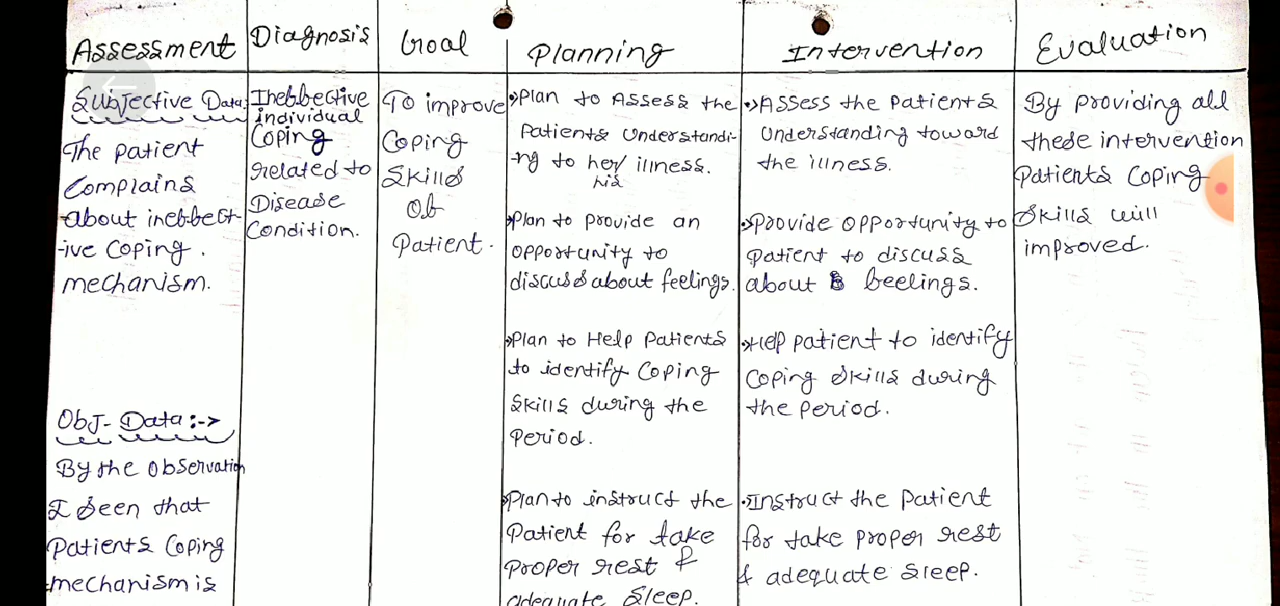 Assessment
Subjective Data:
The patient
complains
about ineffect-
-ive coping.
mechanism.
Obj- Data:->
By the observation
I seen that
Patients coping
mechanism is
Diagnosis
Ineffective
individual
Coping
related to
Disease
Condition.
Goal
To improve
Coping
Skills
of
Patient.
Planning
Plan to Assess the
Patients understandi-
ng to her/ illness.
his
Plan to provide an
opportunity to
discuss about feelings.
Plan to Help Patients
to identify coping
skills during the
period.
Plan to instruct the
Patient for take
proper rest &
adequate sleep.
Intervention
Assess the patients
understanding toward
the illness.
Provide opportunity to
patient to discuss
about feelings.
Help patient to identify
coping skills during
the period.
Instruct the patient
for take proper rest
& adequate sleep.
Evaluation
By providing all
these intervention
Patients coping
skills will
improved.